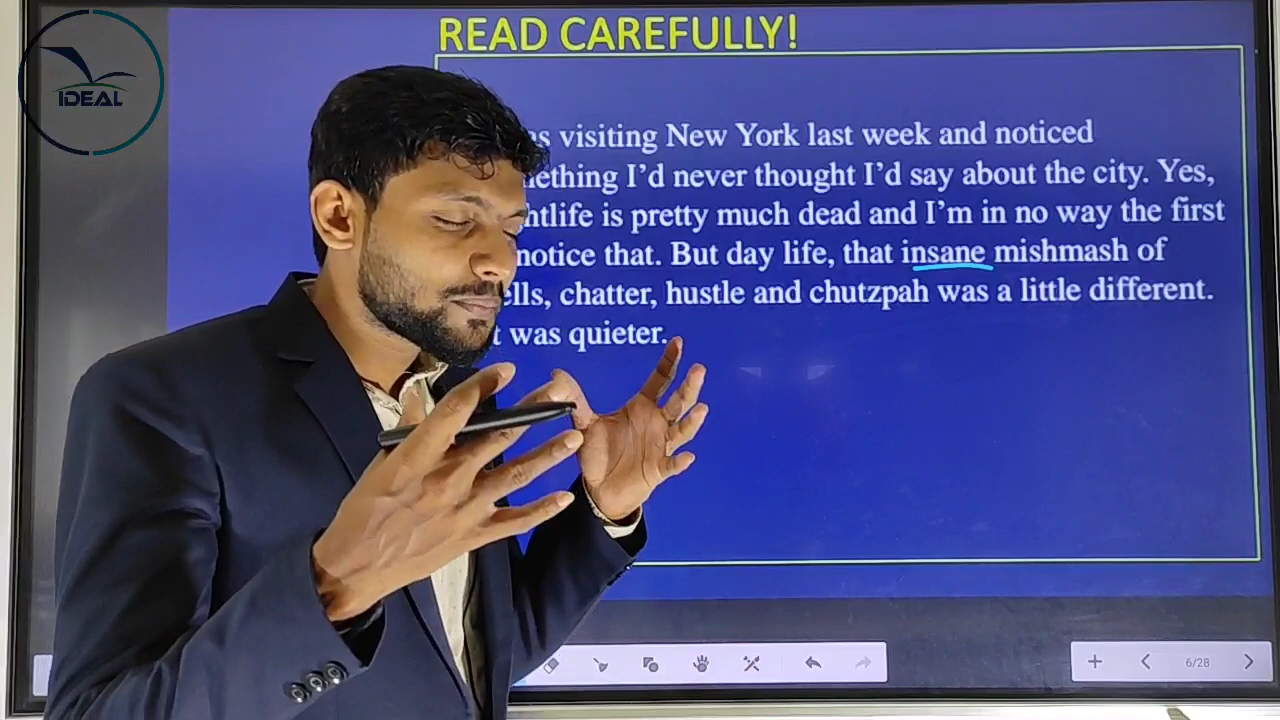 IDEAL
READ CAREFULLY!
visiting New York last week and noticed
I'd never thought I'd say about the city. Yes,
is pretty much dead and I'm in no way the first
notice that. But day life, that insane mishmash of
chatter, hustle and chutzpah was a little different.
was quieter.
6/28